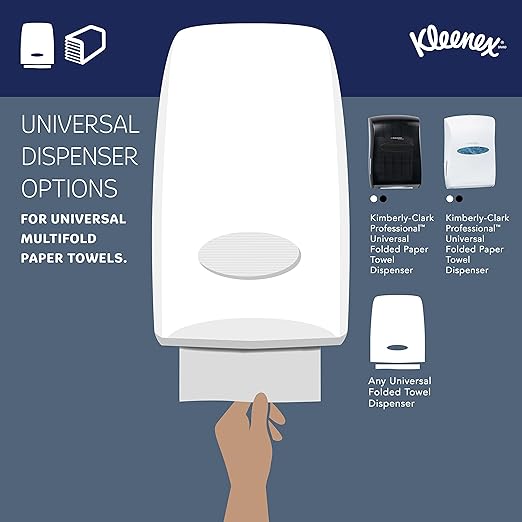 Kleenex
UNIVERSAL
DISPENSER
OPTIONS
FOR UNIVERSAL
MULTIFOLD
PAPER TOWELS.
Kimberly-Clark
Professional™
Universal
Folded Paper
Towel
Dispenser
Kimberly-Clark
Professional™
Universal
Folded Paper
Towel
Dispenser
Any Universal
Folded Towel
Dispenser